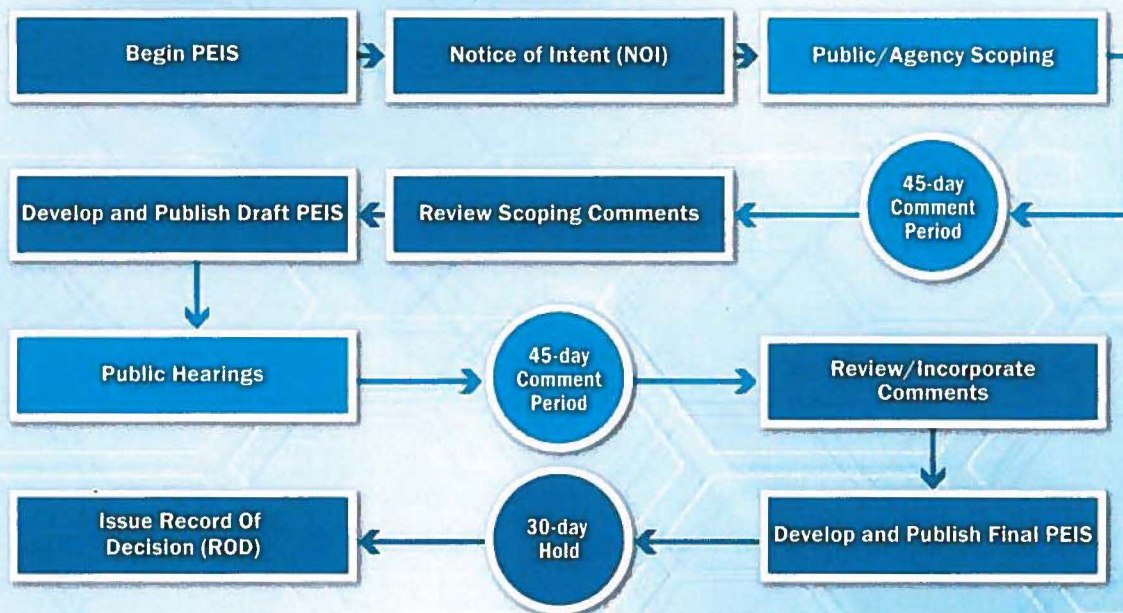 Begin PEIS
Notice of Intent (NOI)
Public/Agency Scoping
45-day
Comment
Period
Review Scoping Comments
Develop and Publish Draft PEIS
Public Hearings
45-day
Comment
Period
Review/Incorporate
Comments
Develop and Publish Final PEIS
30-day
Hold
Issue Record Of
Decision (ROD)